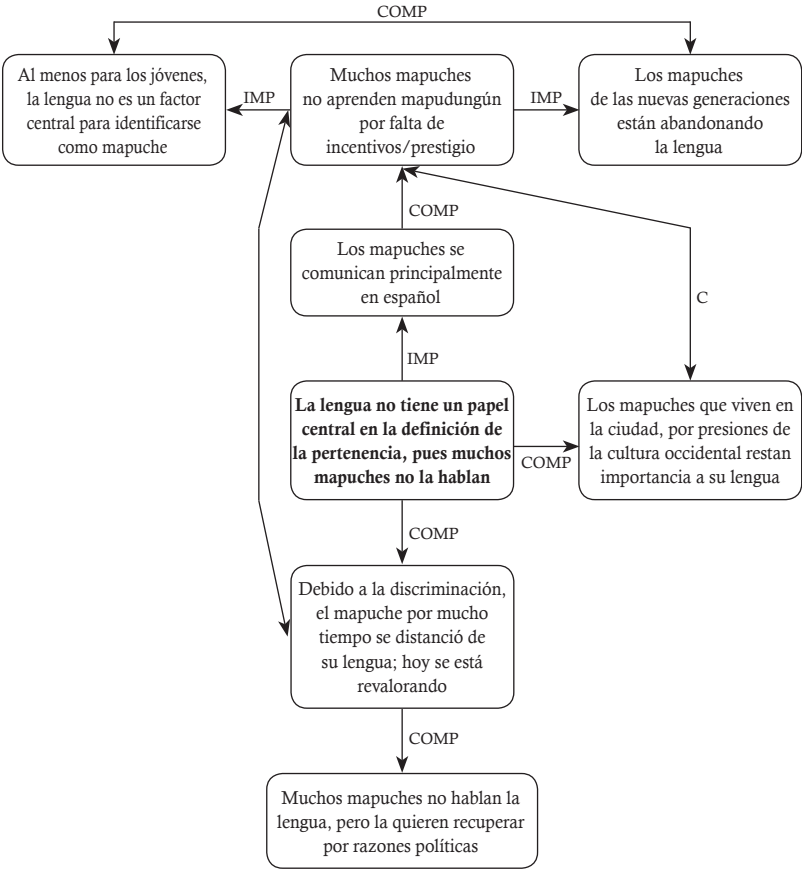 COMP
Al menos para los jóvenes,
la lengua no es un factor
central para identificarse
como mapuche
IMP
Muchos mapuches
no aprenden mapudungún
por falta de
incentivos/prestigio
IMP
Los mapuches
de las nuevas generaciones
están abandonando
la lengua
COMP
Los mapuches se
comunican principalmente
en español
C
IMP
La lengua no tiene un papel
central en la definición de
la pertenencia, pues muchos
mapuches no la hablan
COMP
Los mapuches que viven en
la ciudad, por presiones de
la cultura occidental restan
importancia a su lengua
COMP
Debido a la discriminación,
el mapuche por mucho
tiempo se distanció de
su lengua; hoy se está
revalorando
COMP
Muchos mapuches no hablan la
lengua, pero la quieren recuperar
por razones políticas